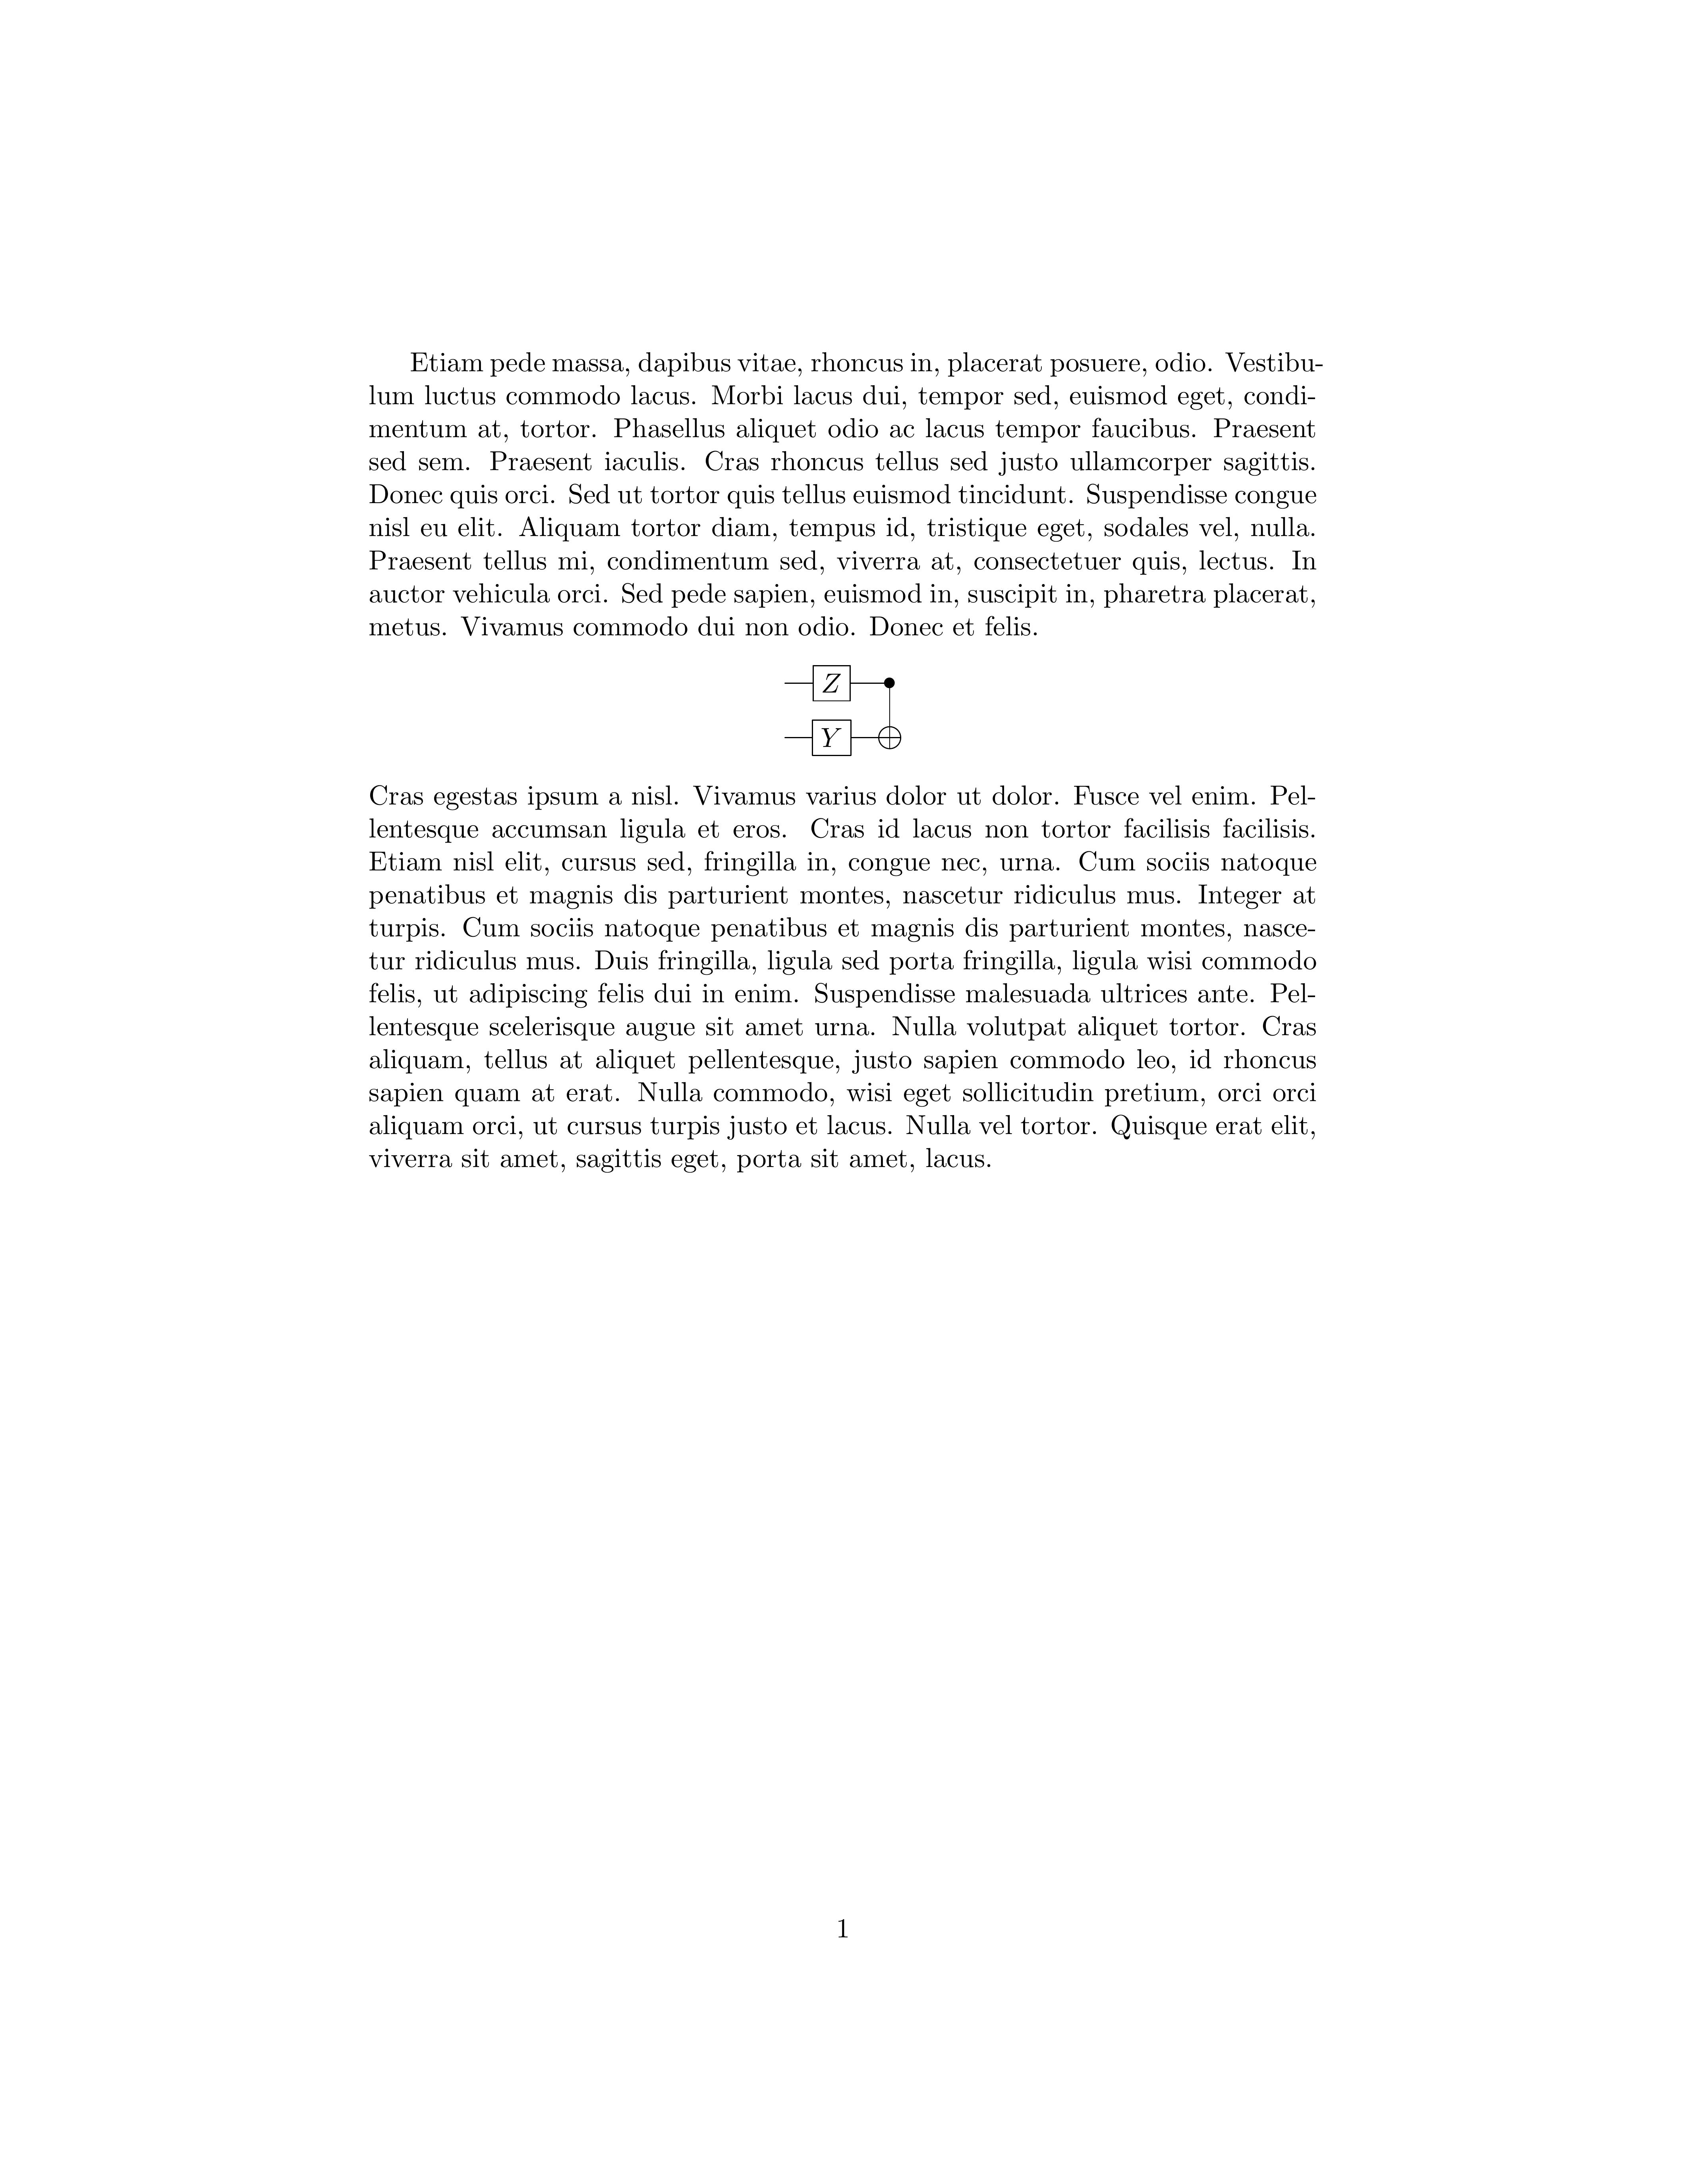 Etiam pede massa, dapibus vitae, rhoncus in, placerat posuere, odio. Vestibu-
lum luctus commodo lacus. Morbi lacus dui, tempor sed, euismod eget, condi-
mentum at, tortor. Phasellus aliquet odio ac lacus tempor faucibus. Praesent
sed sem. Praesent iaculis. Cras rhoncus tellus sed justo ullamcorper sagittis.
Donec quis orci. Sed ut tortor quis tellus euismod tincidunt. Suspendisse congue
nisl eu elit. Aliquam tortor diam, tempus id, tristique eget, sodales vel, nulla.
Praesent tellus mi, condimentum sed, viverra at, consectetuer quis, lectus. In
auctor vehicula orci. Sed pede sapien, euismod in, suscipit in, pharetra placerat,
metus. Vivamus commodo dui non odio. Donec et felis.
Z
Y
Cras egestas ipsum a nisl. Vivamus varius dolor ut dolor. Fusce vel enim. Pel-
lentesque accumsan ligula et eros. Cras id lacus non tortor facilisis facilisis.
Etiam nisl elit, cursus sed, fringilla in, congue nec, urna. Cum sociis natoque
penatibus et magnis dis parturient montes, nascetur ridiculus mus. Integer at
turpis. Cum sociis natoque penatibus et magnis dis parturient montes, nasce-
tur ridiculus mus. Duis fringilla, ligula sed porta fringilla, ligula wisi commodo
felis, ut adipiscing felis dui in enim. Suspendisse malesuada ultrices ante. Pel-
lentesque scelerisque augue sit amet urna. Nulla volutpat aliquet tortor. Cras
aliquam, tellus at aliquet pellentesque, justo sapien commodo leo, id rhoncus
sapien quam at erat. Nulla commodo, wisi eget sollicitudin pretium, orci orci
aliquam orci, ut cursus turpis justo et lacus. Nulla vel tortor. Quisque erat elit,
viverra sit amet, sagittis eget, porta sit amet, lacus.
1